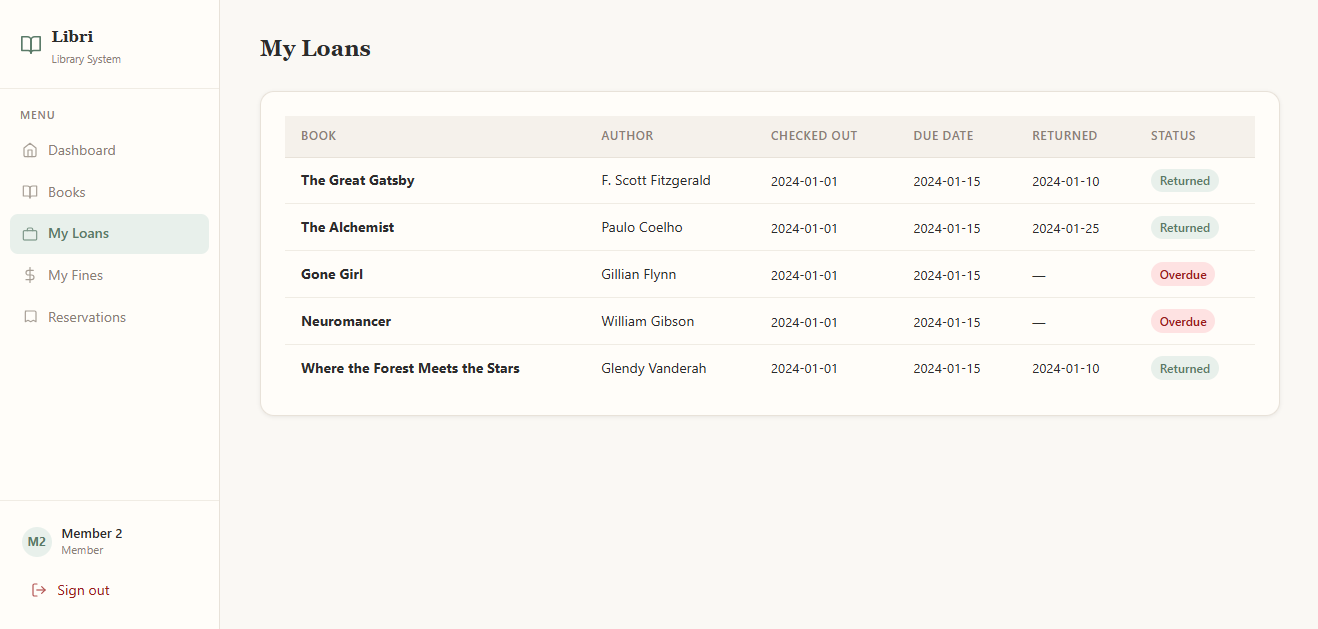 Libri
Library System
MENU
Dashboard
Books
My Loans
My Fines
Reservations
M2
Member 2
Member
Sign out
My Loans
BOOK AUTHOR CHECKED OUT DUE DATE RETURNED STATUS
The Great Gatsby F. Scott Fitzgerald 2024-01-01 2024-01-15 2024-01-10 Returned
The Alchemist Paulo Coelho 2024-01-01 2024-01-15 2024-01-25 Returned
Gone Girl Gillian Flynn 2024-01-01 2024-01-15 — Overdue
Neuromancer William Gibson 2024-01-01 2024-01-15 — Overdue
Where the Forest Meets the Stars Glendy Vanderah 2024-01-01 2024-01-15 2024-01-10 Returned